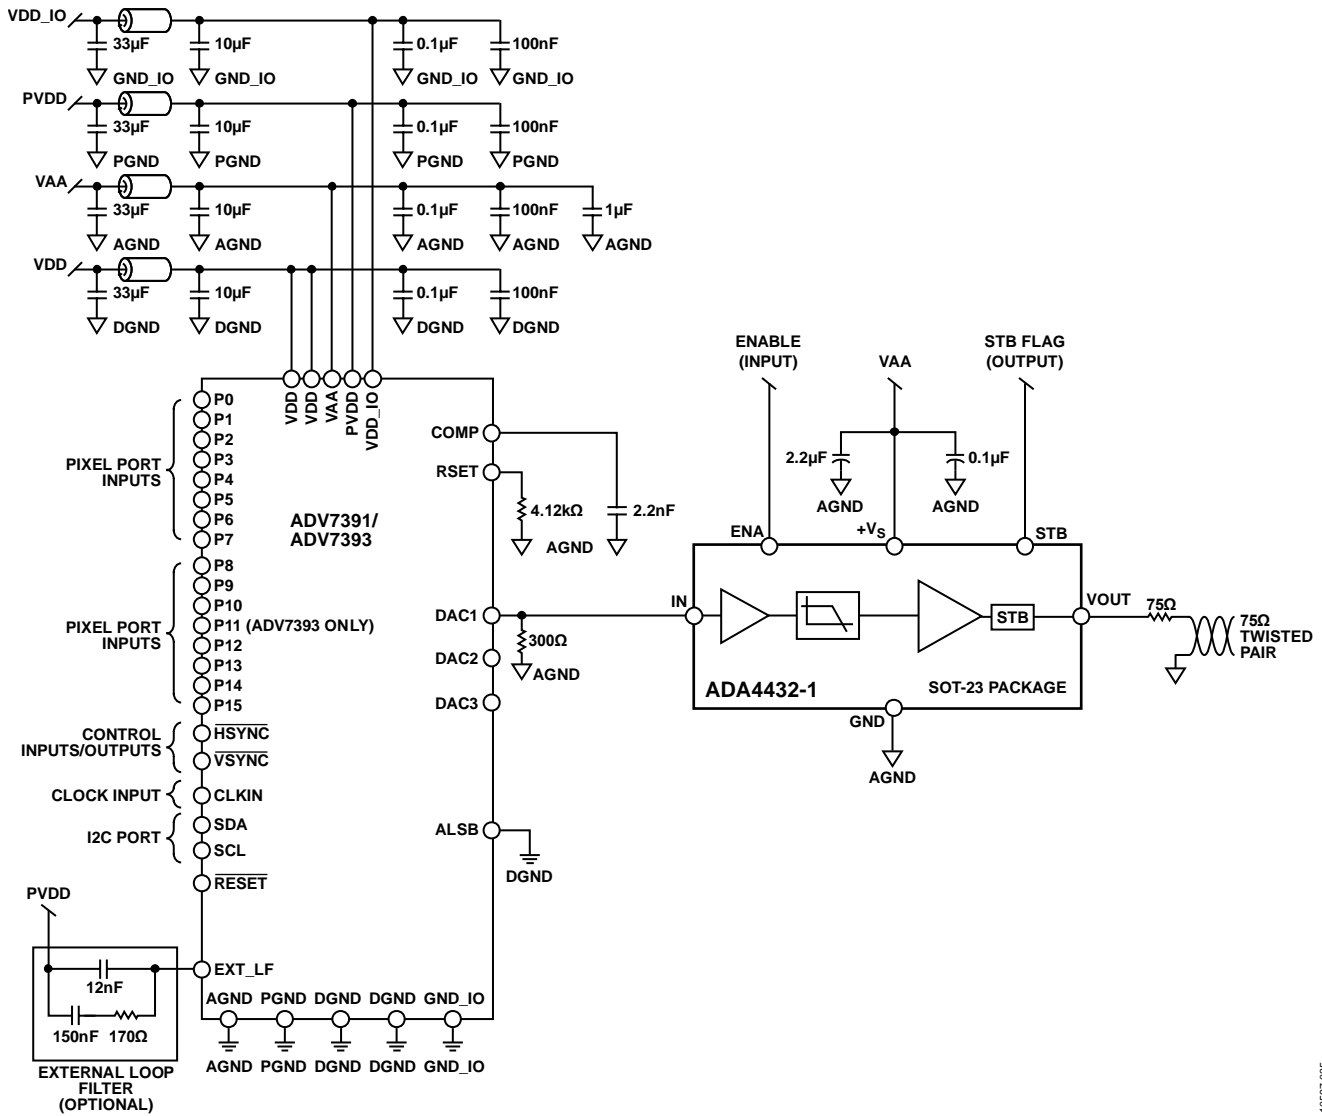 VDD_IO
33µF
10µF
0.1µF
100nF
GND_IO
GND_IO
GND_IO
GND_IO
PVDD
33µF
10µF
0.1µF
100nF
PGND
PGND
PGND
PGND
VAA
33µF
10µF
0.1µF
100nF
1µF
AGND
AGND
AGND
AGND
AGND
VDD
33µF
10µF
0.1µF
100nF
DGND
DGND
DGND
DGND
VDD
VDD
VAA
PVDD
VDD_IO
PIXEL PORT
INPUTS
P0
P1
P2
P3
P4
P5
P6
P7
PIXEL PORT
INPUTS
P8
P9
P10
P11 (ADV7393 ONLY)
P12
P13
P14
P15
CONTROL
INPUTS/OUTPUTS
HSYNC
VSYNC
CLOCK INPUT
CLKIN
I2C PORT
SDA
SCL
RESET
PVDD
EXT_LF
12nF
150nF
170Ω
EXTERNAL LOOP
FILTER
(OPTIONAL)
ADV7391/
ADV7393
COMP
RSET
4.12kΩ
2.2nF
AGND
DAC1
300Ω
AGND
DAC2
DAC3
ALSB
DGND
AGND PGND DGND DGND GND_IO
AGND PGND DGND DGND GND_IO
ENABLE
(INPUT)
VAA
STB FLAG
(OUTPUT)
2.2µF
0.1µF
AGND
AGND
ENA
+VS
STB
IN
STB
VOUT
75Ω
75Ω
TWISTED
PAIR
ADA4432-1
SOT-23 PACKAGE
GND
AGND